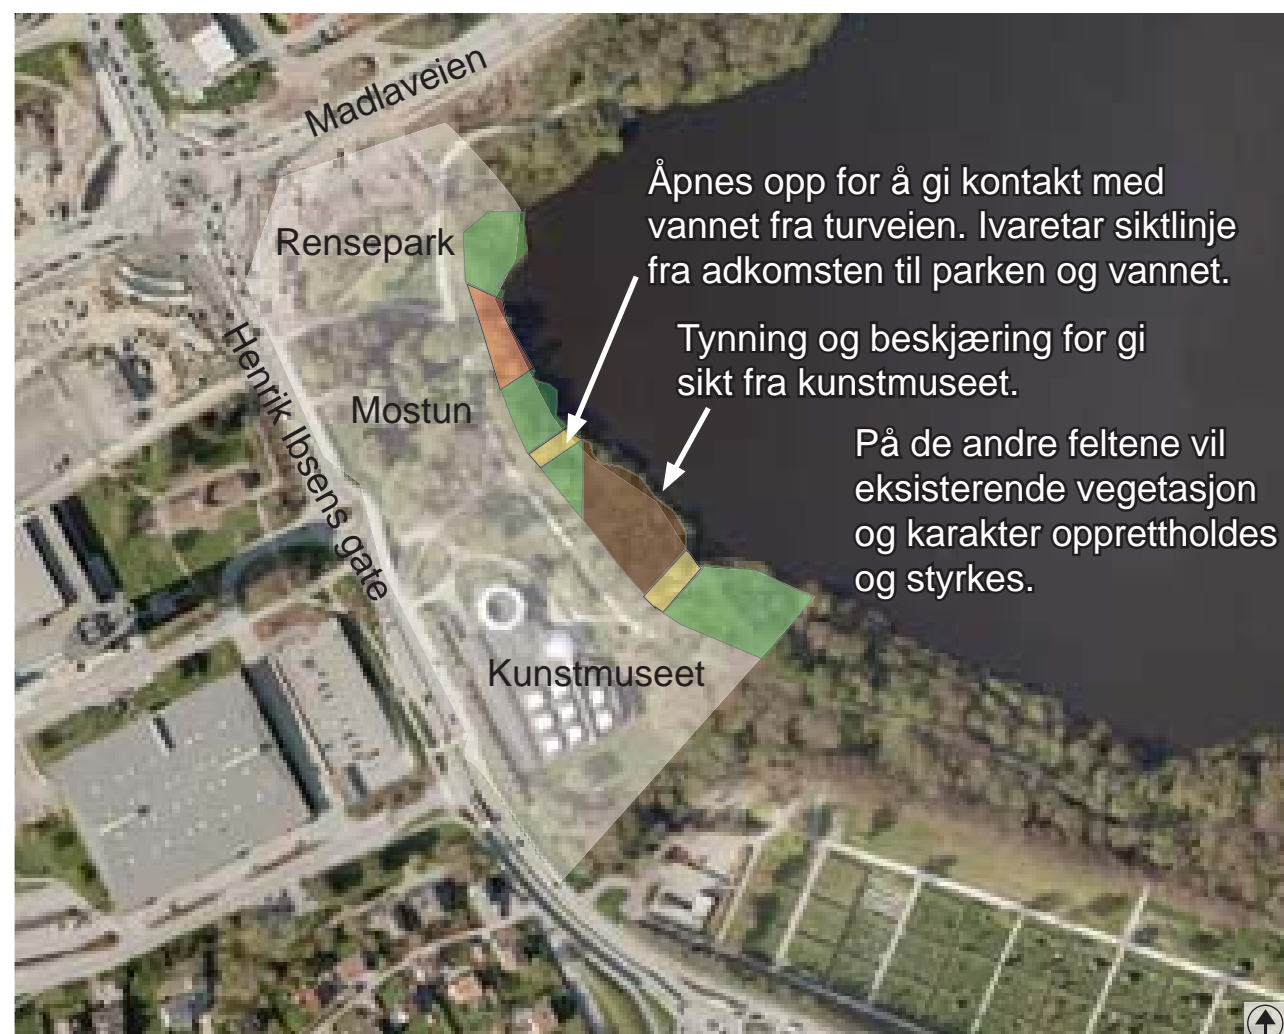 Madlaveien
Åpnes opp for å gi kontakt med
vannet fra turveien. Ivaretar siktlinje
fra adkomsten til parken og vannet.
Rensepark
Tynning og beskjæring for gi
sikt fra kunstmuseet.
Henrik Ibsens gate
Mostun
På de andre feltene vil
eksisterende vegetasjon
og karakter opprettholdes
og styrkes.
Kunstmuseet